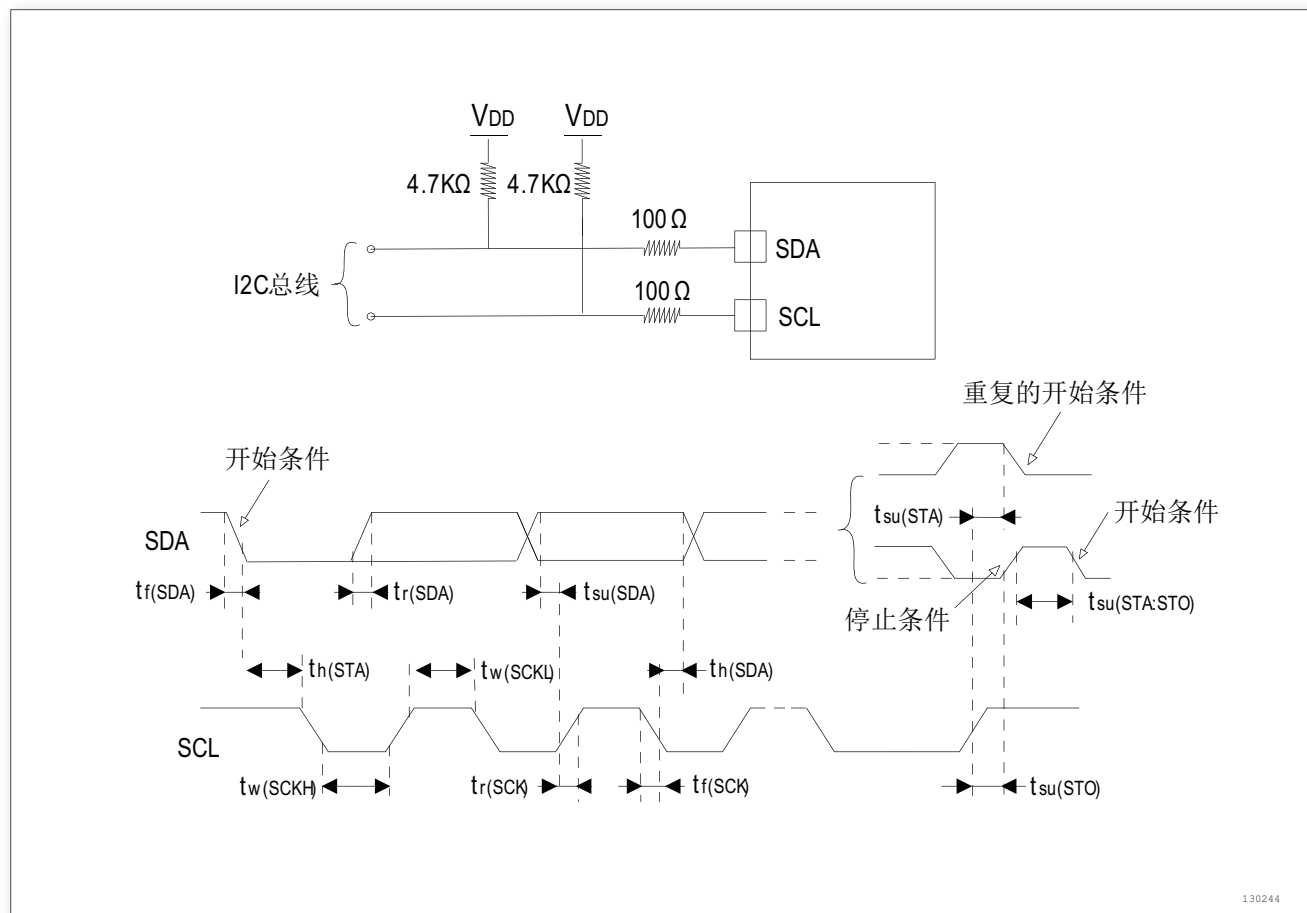 VDD VDD
4.7KΩ 4.7KΩ
100 Ω
SDA
I2C总线
100 Ω
SCL
重复的开始条件
开始条件
tsu(STA)
开始条件
SDA
tf(SDA) tr(SDA) tsu(SDA)
停止条件
tsu(STA:STO)
th(STA) tw(SCKL) th(SDA)
SCL
tw(SCKH) tr(SCK) tf(SCK) tsu(STO)
130244